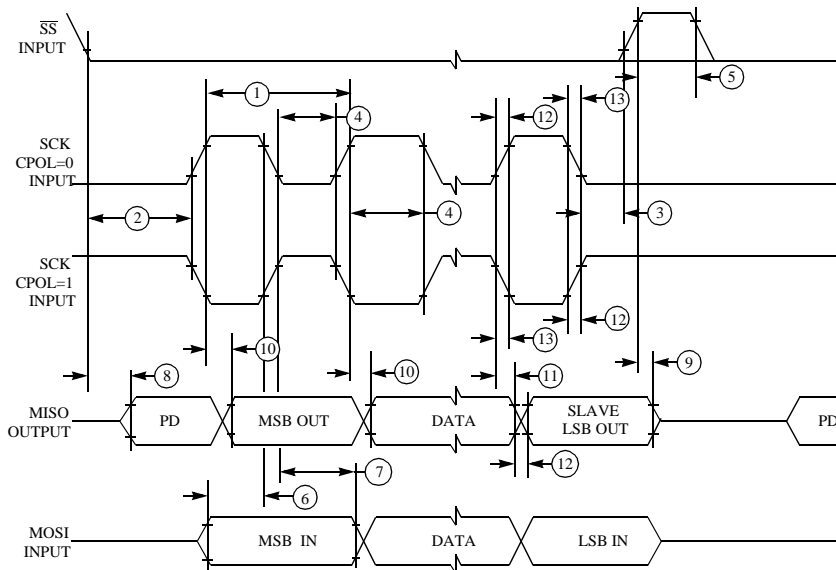 SS
INPUT
5
1
13
4
12
SCK
CPOL=0
INPUT
2
4
3
SCK
CPOL=1
INPUT
12
13
10
10
9
8
11
MISO
OUTPUT
PD
MSB OUT
DATA
SLAVE
LSB OUT
PD
12
7
6
MOSI
INPUT
MSB IN
DATA
LSB IN